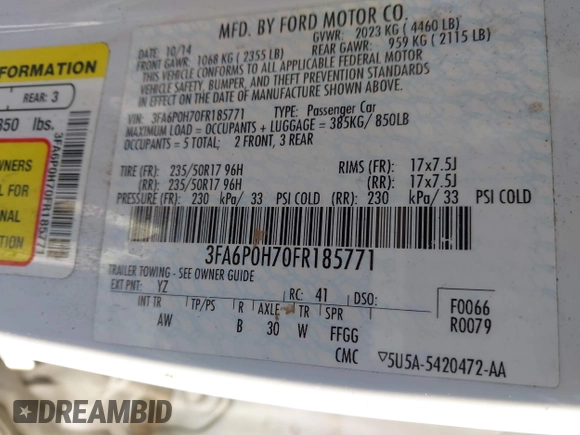 FORMATION
REAR: 3
850 lbs.
WNERS
L FOR
ONAL
ION
3FA6P0H70FR185771
MFD. BY FORD MOTOR CO.
10/14 GVWR: 2023 KG ( 4460 LB)
FRONT GAWR: 1068 KG ( 2355 LB) REAR GAWR: 959 KG ( 2115 LB)
THIS VEHICLE CONFORMS TO ALL APPLICABLE FEDERAL MOTOR
VEHICLE SAFETY, BUMPER, AND THEFT PREVENTION STANDARDS
IN EFFECT ON THE DATE OF MANUFACTURE SHOWN ABOVE.
VIN: 3FA6P0H70FR185771 TYPE: Passenger Car
MAXIMUM LOAD = OCCUPANTS + LUGGAGE = 385KG/ 850LB
OCCUPANTS = 5 TOTAL: 2 FRONT, 3 REAR
TIRE (FR): 235/50R17 96H RIMS (FR): 17x7.5J
(RR): 235/50R17 96H (RR): 17x7.5J
PRESSURE (FR): 230 kPa/ 33 PSI COLD (RR): 230 kPa/ 33 PSI COLD
3FA6P0H70FR185771
TRAILER TOWING - SEE OWNER GUIDE
EXT PNT: YZ RC: 41 DSO:
INT TR TP/PS R AXLE TR SPR
AW B 30 W FFGG
F0066
R0079
CMC ▽5U5A-5420472-AA
DREAMBID